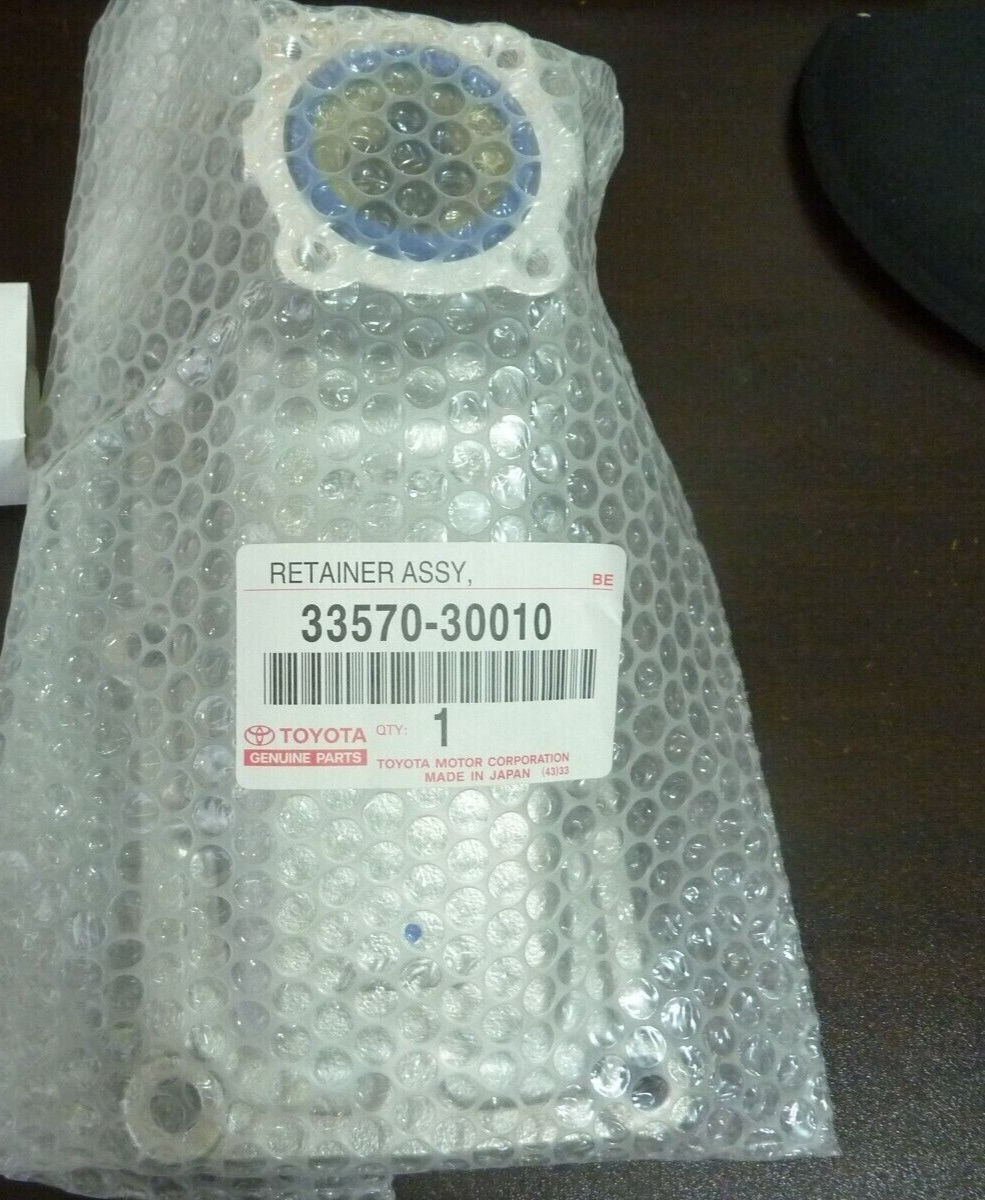 RETAINER ASSY,
BE
33570-30010
TOYOTA QTY: 1
GENUINE PARTS
TOYOTA MOTOR CORPORATION
MADE IN JAPAN (43)33